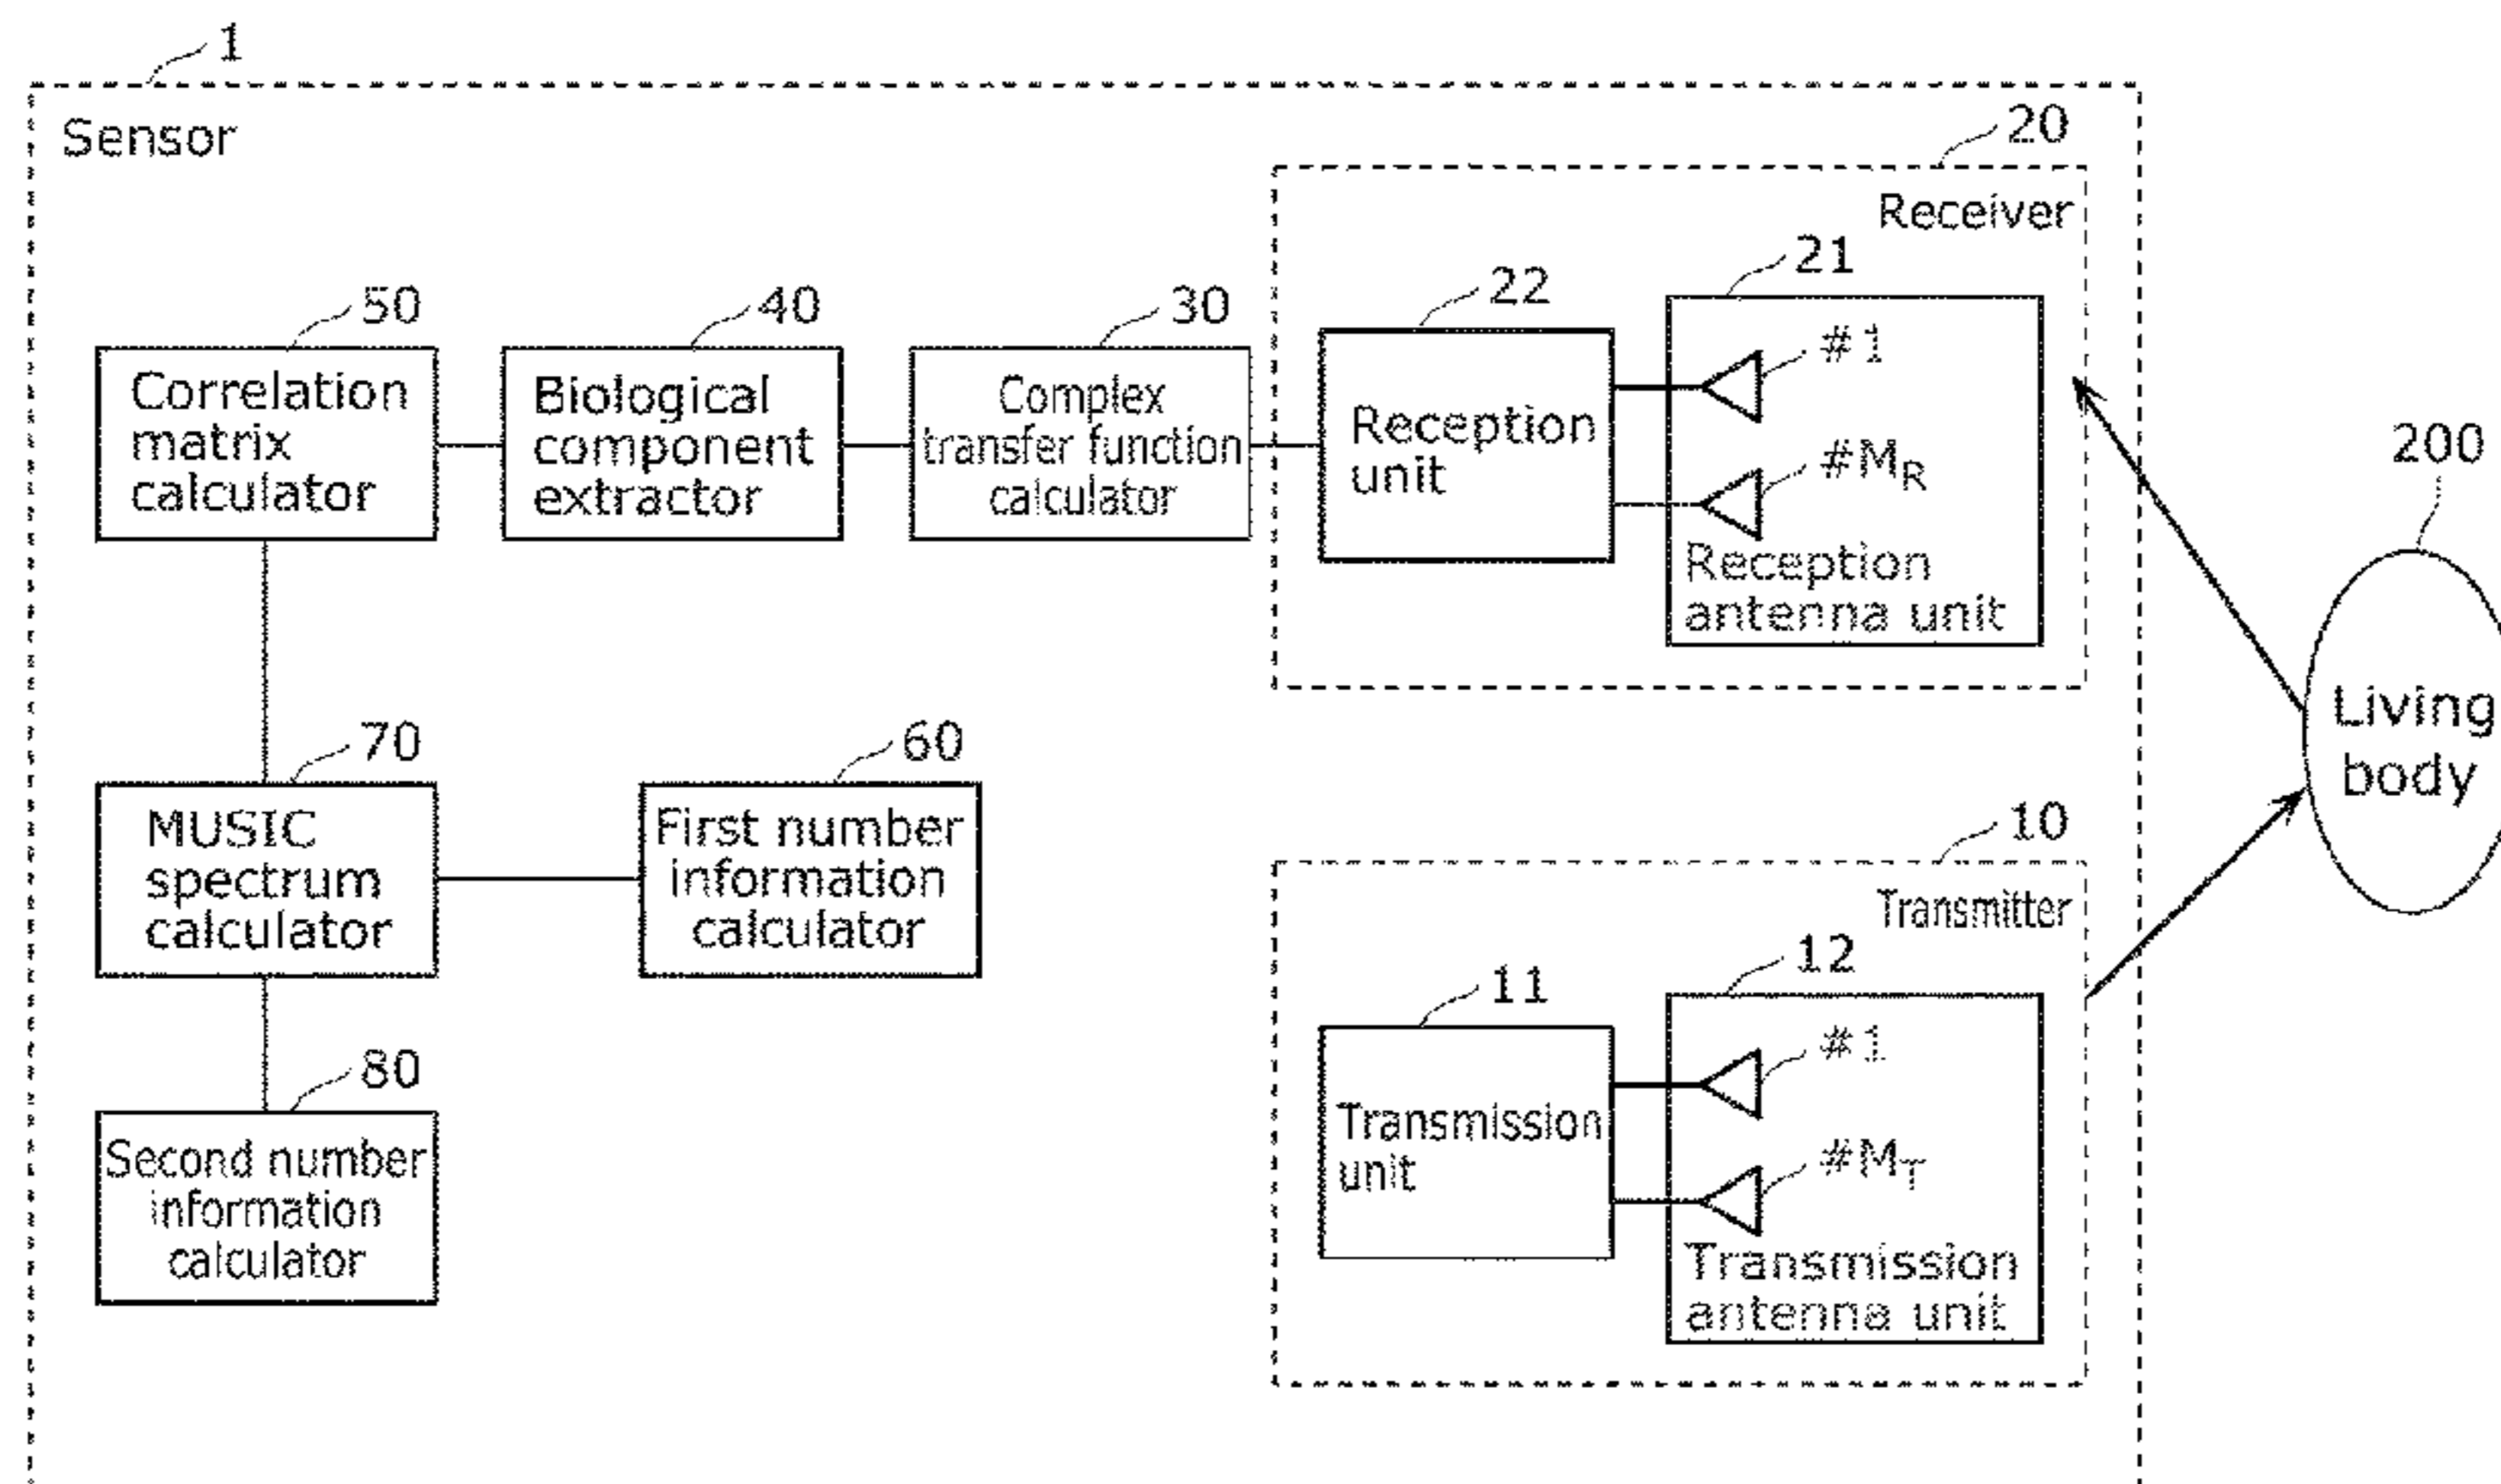 1
Sensor
20
Receiver
50
40
30
22
21
Correlation
matrix
calculator
Biological
component
extractor
Complex
transfer function
calculator
Reception
unit
#1
#MR
Reception
antenna unit
200
Living
body
70
60
MUSIC
spectrum
calculator
First number
information
calculator
10
Transmitter
11
12
80
Second number
information
calculator
Transmission
unit
#1
#MT
Transmission
antenna unit